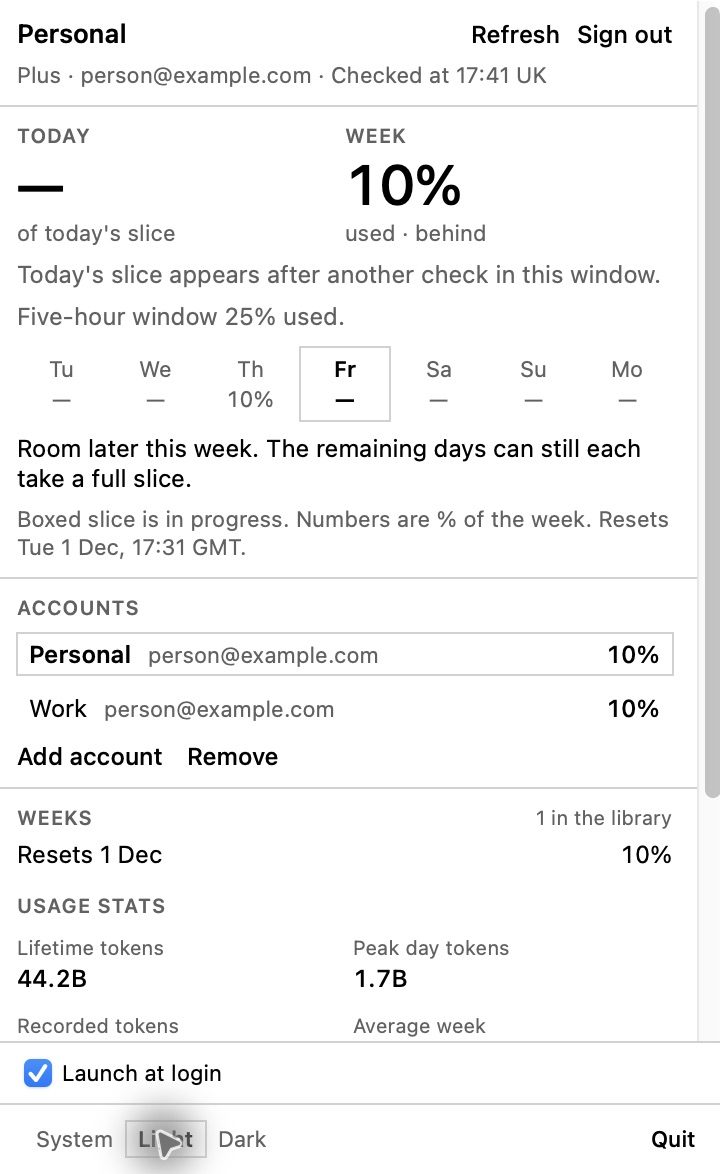 Personal Refresh Sign out
Plus · person@example.com · Checked at 17:41 UK
TODAY WEEK
— 10%
of today's slice used · behind
Today's slice appears after another check in this window.
Five-hour window 25% used.
Tu We Th Fr Sa Su Mo
— — 10% — — — —
Room later this week. The remaining days can still each
take a full slice.
Boxed slice is in progress. Numbers are % of the week. Resets
Tue 1 Dec, 17:31 GMT.
ACCOUNTS
Personal person@example.com 10%
Work person@example.com 10%
Add account Remove
WEEKS 1 in the library
Resets 1 Dec 10%
USAGE STATS
Lifetime tokens Peak day tokens
44.2B 1.7B
Recorded tokens Average week
Launch at login
System Light Dark Quit